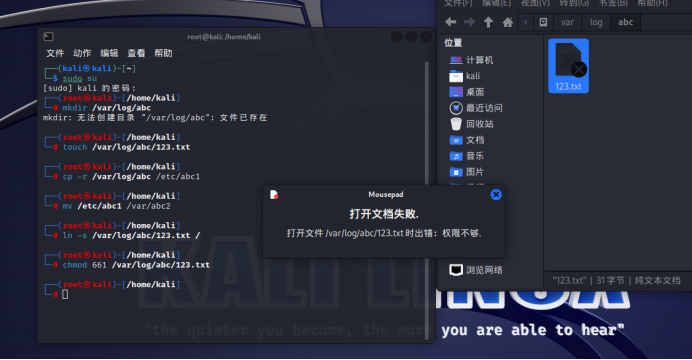 文件(F) 编辑(E) 视图(V) 转到(G) 书签(B) 帮助(H)
var log abc
root@kali: /home/kali
文件 动作 编辑 查看 帮助
┌──(kali㉿kali)-[~]
└─$ sudo su
[sudo] kali 的密码:
┌──(root㉿kali)-[/home/kali]
└─# mkdir /var/log/abc
mkdir: 无法创建目录 "/var/log/abc": 文件已存在
┌──(root㉿kali)-[/home/kali]
└─# touch /var/log/abc/123.txt
┌──(root㉿kali)-[/home/kali]
└─# cp -r /var/log/abc /etc/abc1
┌──(root㉿kali)-[/home/kali]
└─# mv /etc/abc1 /var/abc2
┌──(root㉿kali)-[/home/kali]
└─# ln -s /var/log/abc/123.txt /
┌──(root㉿kali)-[/home/kali]
└─# chmod 661 /var/log/abc/123.txt
┌──(root㉿kali)-[/home/kali]
└─#
位置
计算机
kali
桌面
最近访问
回收站
文档
音乐
图片
浏览网络
123.txt
"123.txt" | 31 字节 | 纯文本文档
Mousepad
打开文档失败.
打开文件 /var/log/abc/123.txt 时出错: 权限不够.
KALI LINUX
"the quieter you become, the more you are able to hear"